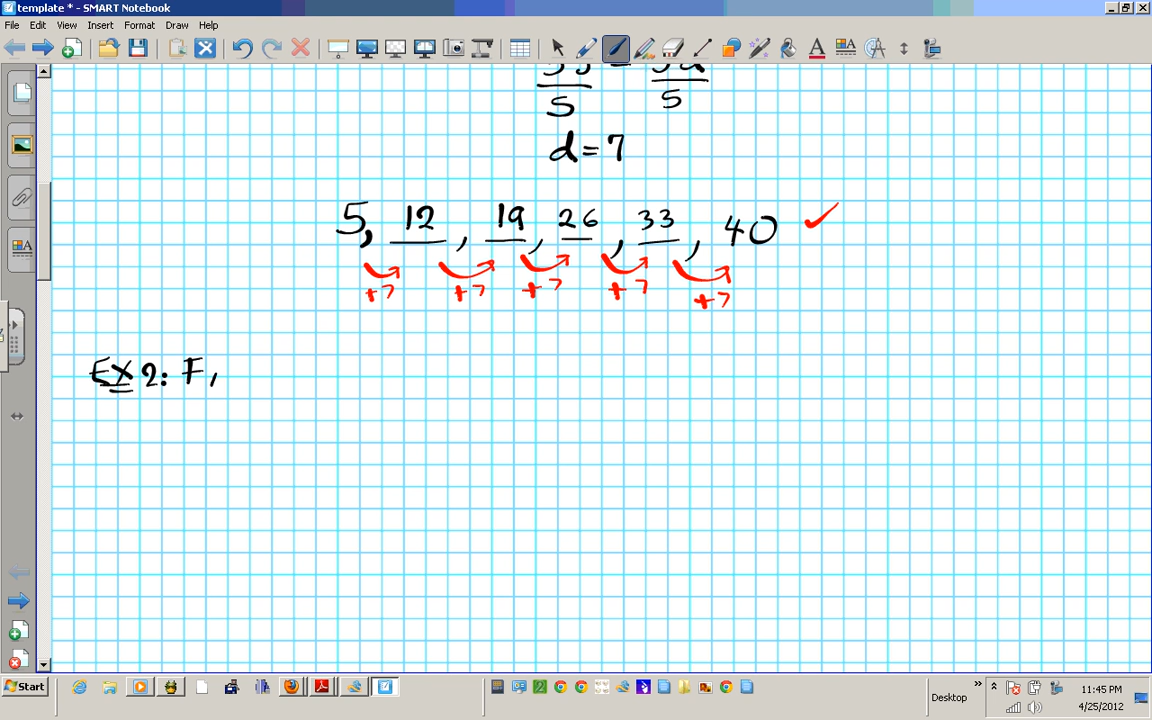 template * - SMART Notebook
File Edit View Insert Format Tools Draw Help
5 5
d = 7
5, 12, 19, 26, 33, 40 ✓
+7 +7 +7 +7 +7
EX 2: F,
Start
Desktop
11:45 PM
4/25/2012